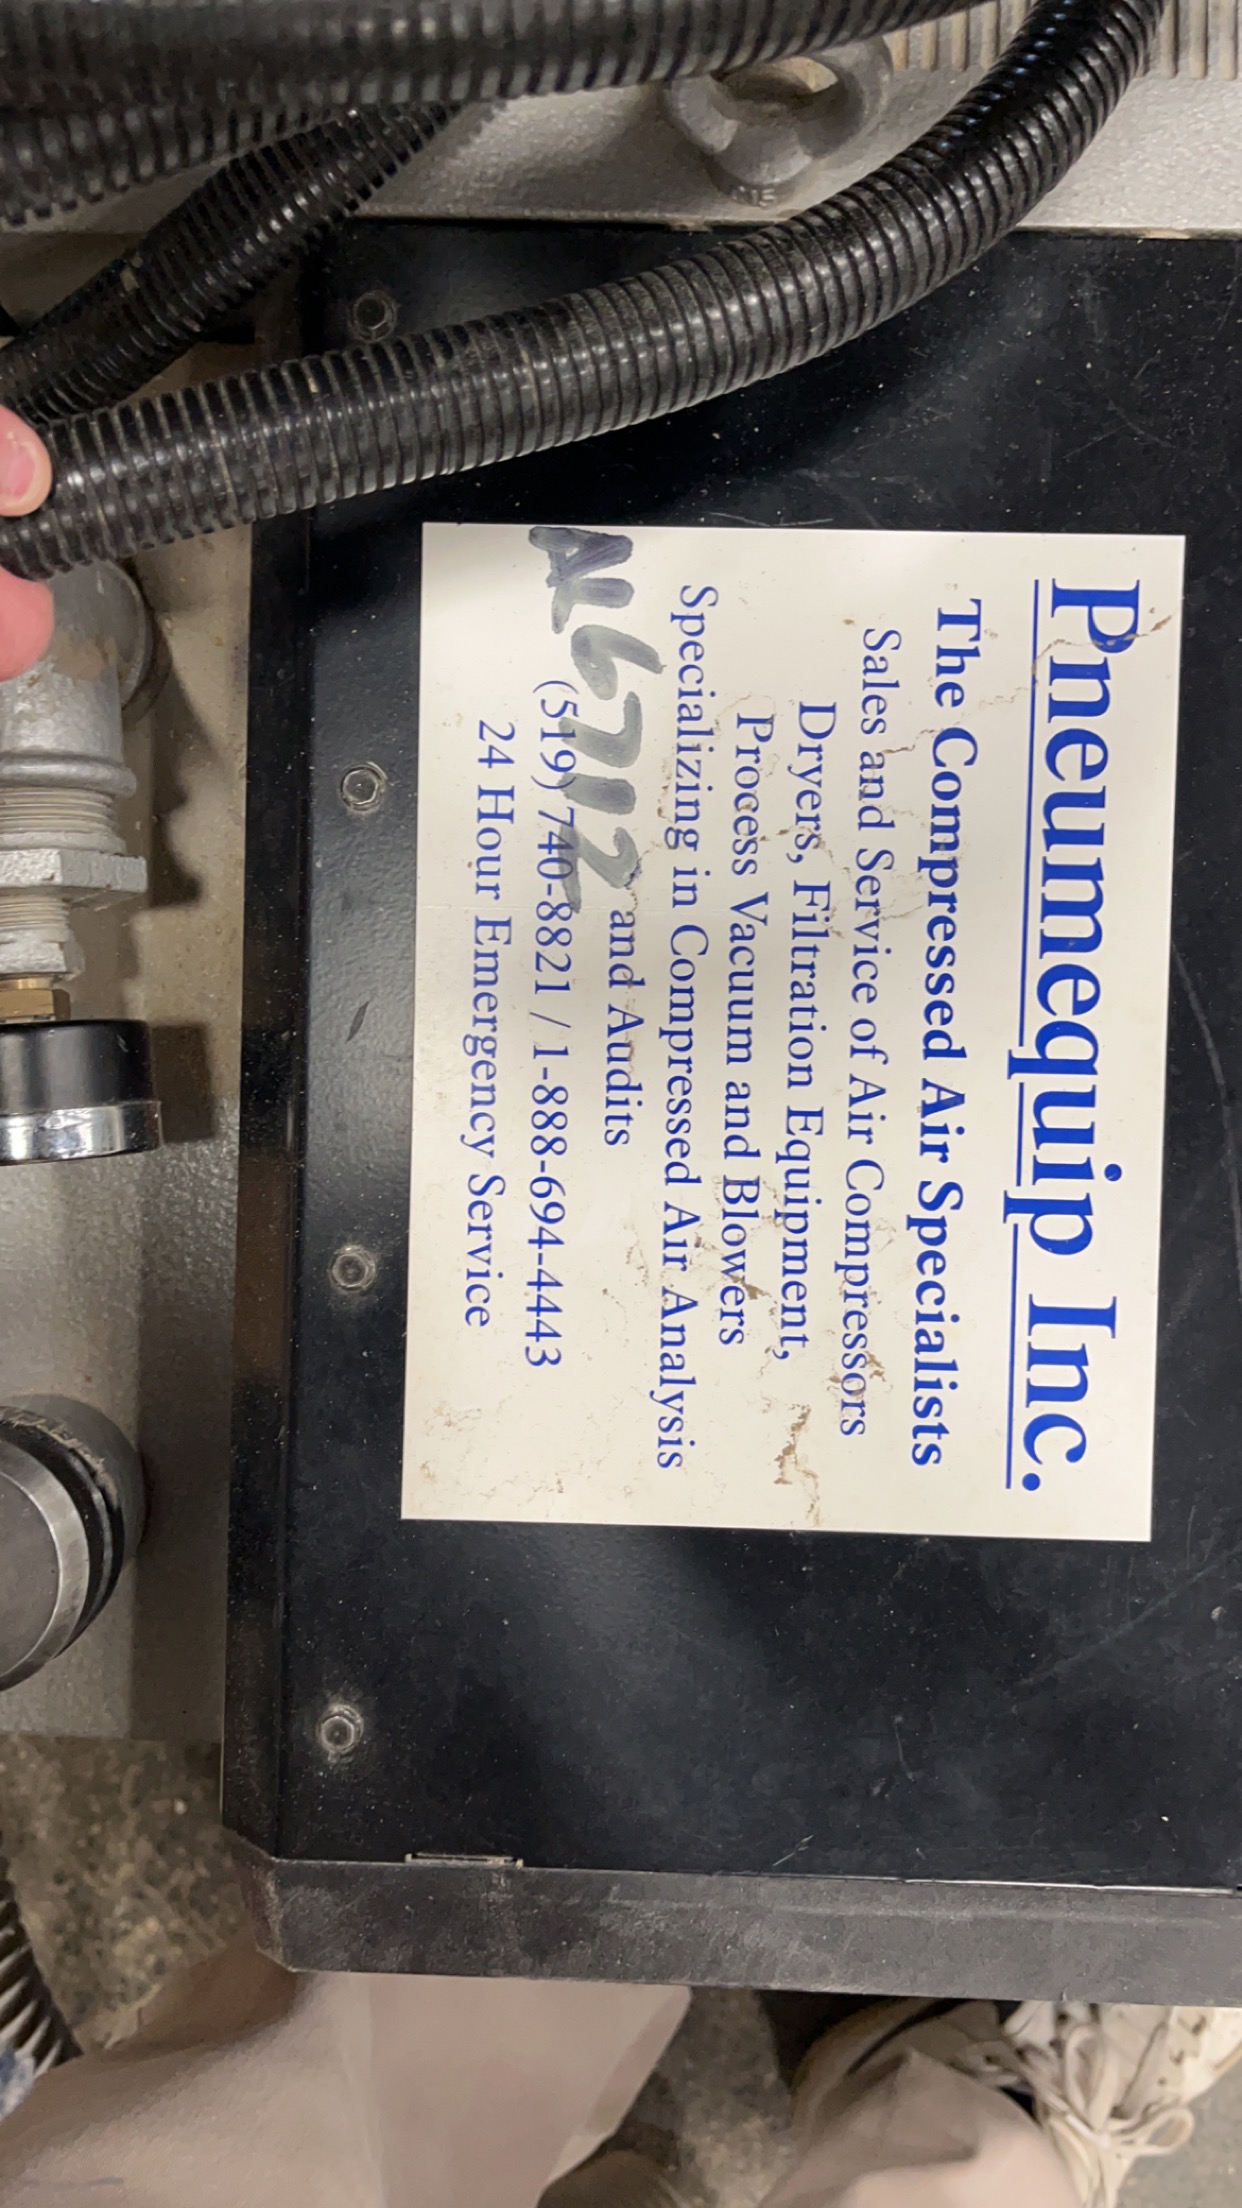 Pneumequip Inc.
The Compressed Air Specialists
Sales and Service of Air Compressors
Dryers, Filtration Equipment,
Process Vacuum and Blowers
Specializing in Compressed Air Analysis
and Audits
AL6712
(519) 740-8821 / 1-888-694-4443
24 Hour Emergency Service